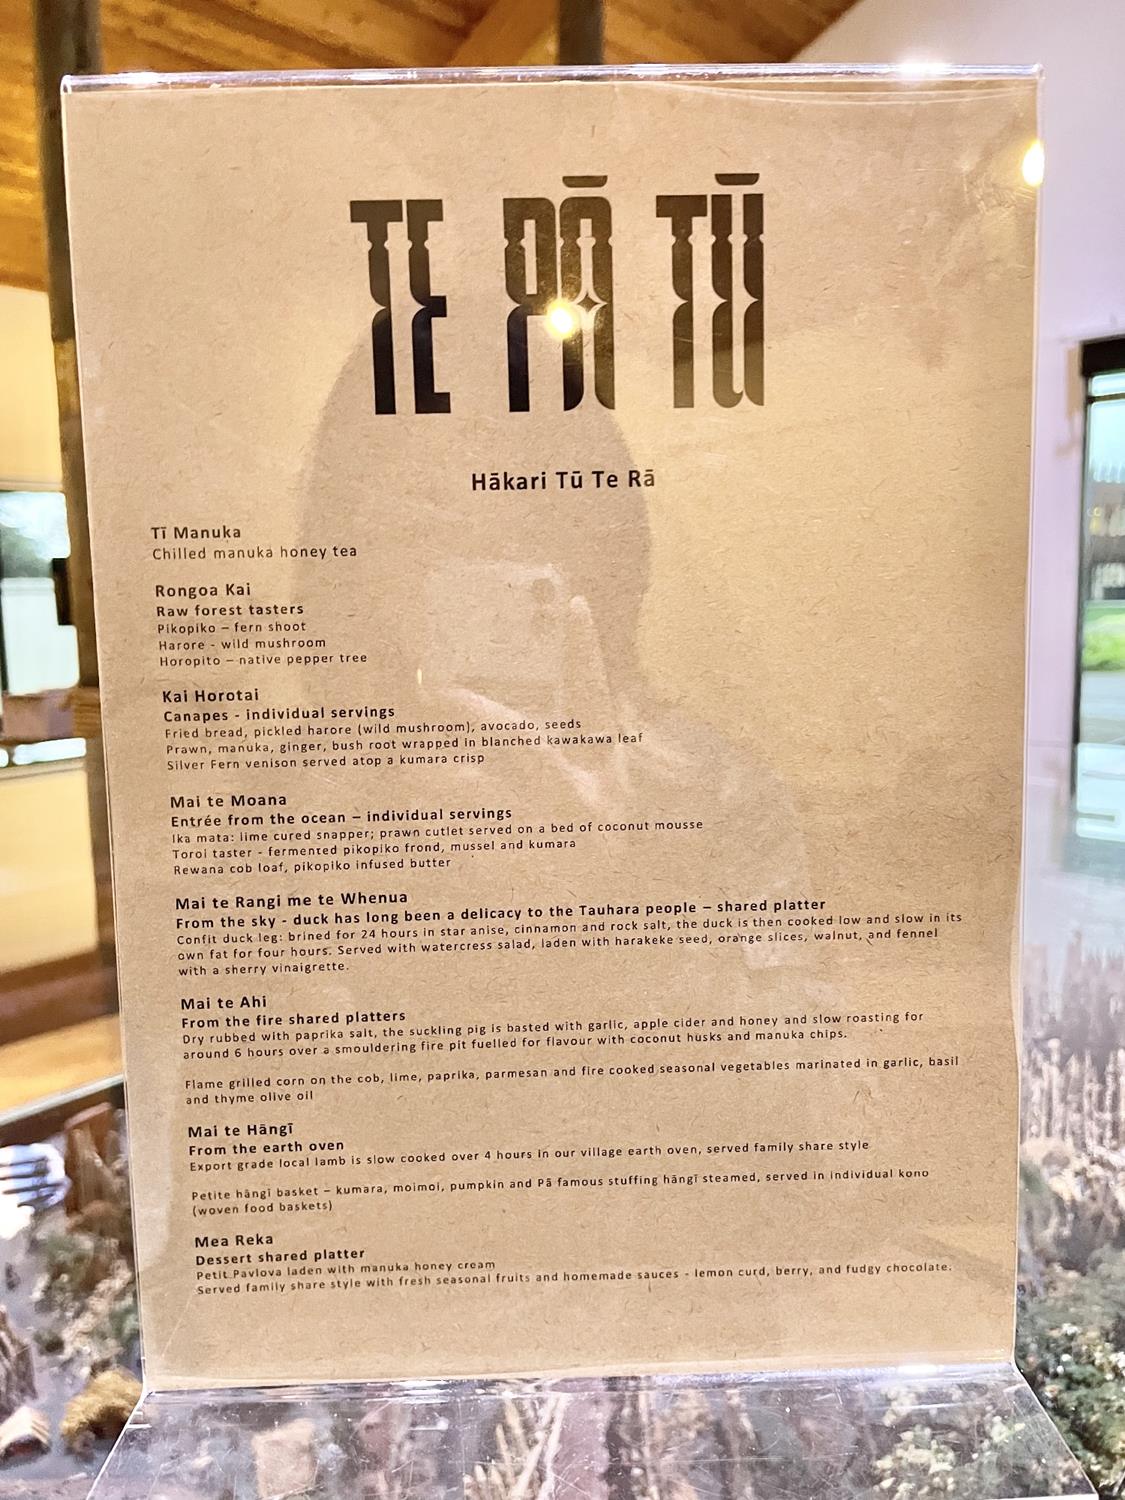 TE PĀ TŪ
Hākari Tū Te Rā
Tī Manuka
Chilled manuka honey tea
Rongoa Kai
Raw forest tasters
Pikopiko – fern shoot
Harore - wild mushroom
Horopito – native pepper tree
Kai Horotai
Canapes - individual servings
Fried bread, pickled harore (wild mushroom), avocado, seeds
Prawn, manuka, ginger, bush root wrapped in blanched kawakawa leaf
Silver Fern venison served atop a kumara crisp
Mai te Moana
Entrée from the ocean – individual servings
Ika mata: lime cured snapper; prawn cutlet served on a bed of coconut mousse
Toroi taster - fermented pikopiko frond, mussel and kumara
Rewana cob loaf, pikopiko infused butter
Mai te Rangi me te Whenua
From the sky - duck has long been a delicacy to the Tauhara people – shared platter
Confit duck leg: brined for 24 hours in star anise, cinnamon and rock salt, the duck is then cooked low and slow in its
own fat for four hours. Served with watercress salad, laden with harakeke seed, orange slices, walnut, and fennel
with a sherry vinaigrette.
Mai te Ahi
From the fire shared platters
Dry rubbed with paprika salt, the suckling pig is basted with garlic, apple cider and honey and slow roasting for
around 6 hours over a smouldering fire pit fuelled for flavour with coconut husks and manuka chips.
Flame grilled corn on the cob, lime, paprika, parmesan and fire cooked seasonal vegetables marinated in garlic, basil
and thyme olive oil
Mai te Hāngī
From the earth oven
Export grade local lamb is slow cooked over 4 hours in our village earth oven, served family share style
Petite hāngī basket – kumara, moimoi, pumpkin and Pā famous stuffing hāngī steamed, served in individual kono
(woven food baskets)
Mea Reka
Dessert shared platter
Petit Pavlova laden with manuka honey cream
Served family share style with fresh seasonal fruits and homemade sauces - lemon curd, berry, and fudgy chocolate.